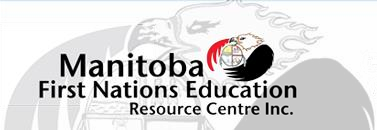 Manitoba
First Nations Education
Resource Centre Inc.